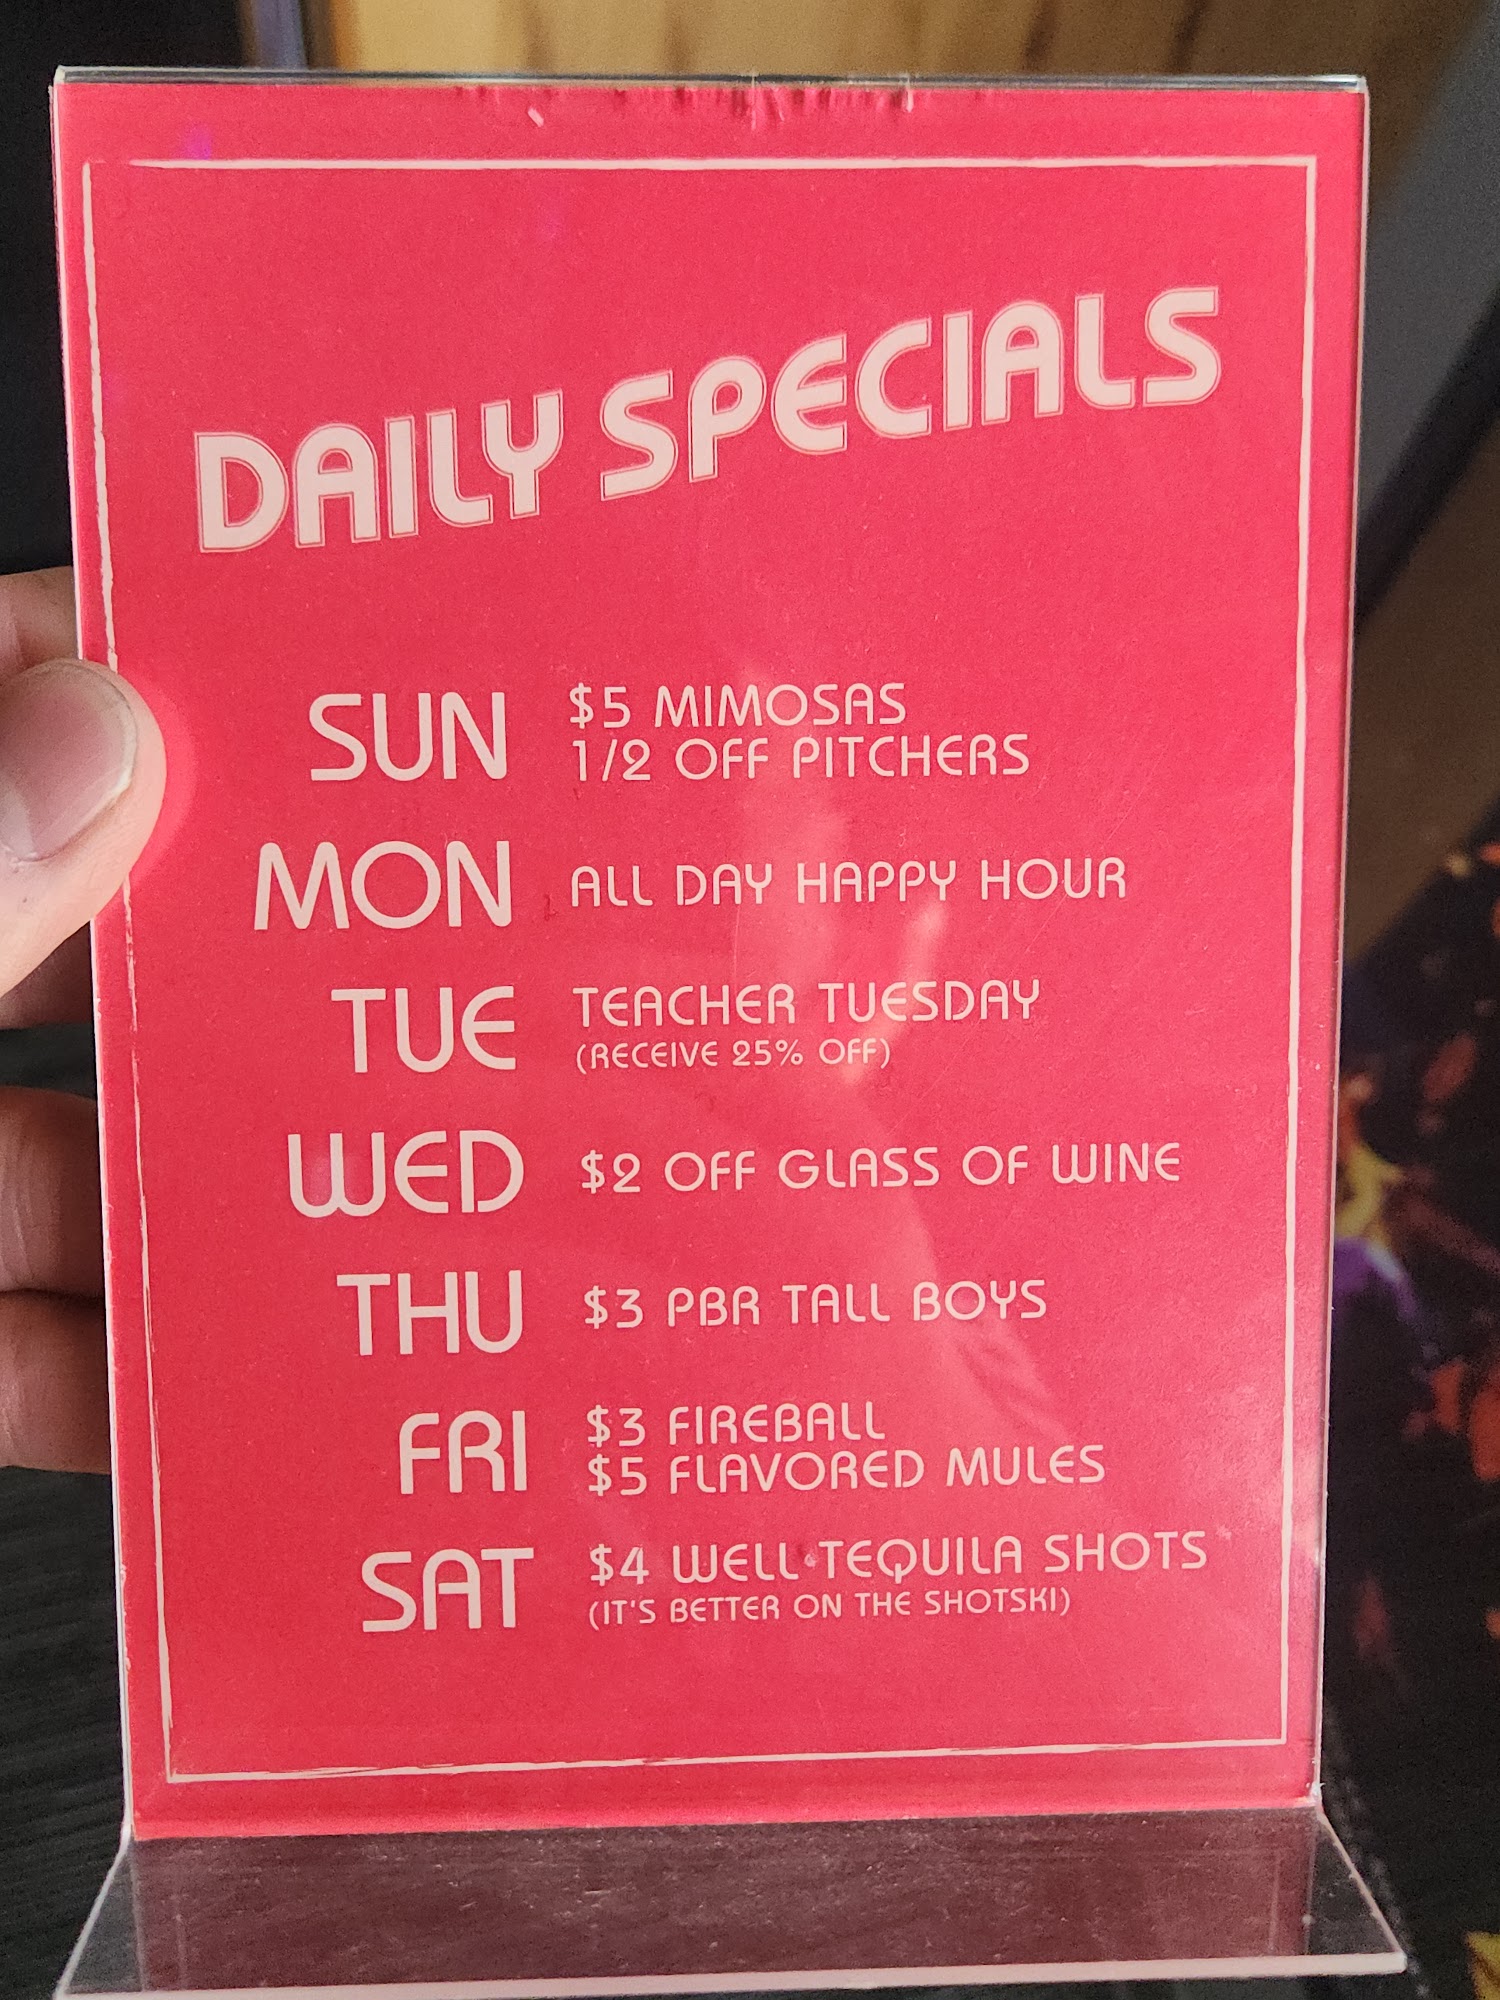 DAILY SPECIALS
SUN
$5 MIMOSAS
1/2 OFF PITCHERS
MON
ALL DAY HAPPY HOUR
TUE
TEACHER TUESDAY
(RECEIVE 25% OFF)
WED
$2 OFF GLASS OF WINE
THU
$3 PBR TALL BOYS
FRI
$3 FIREBALL
$5 FLAVORED MULES
SAT
$4 WELL TEQUILA SHOTS
(IT'S BETTER ON THE SHOTSKI)